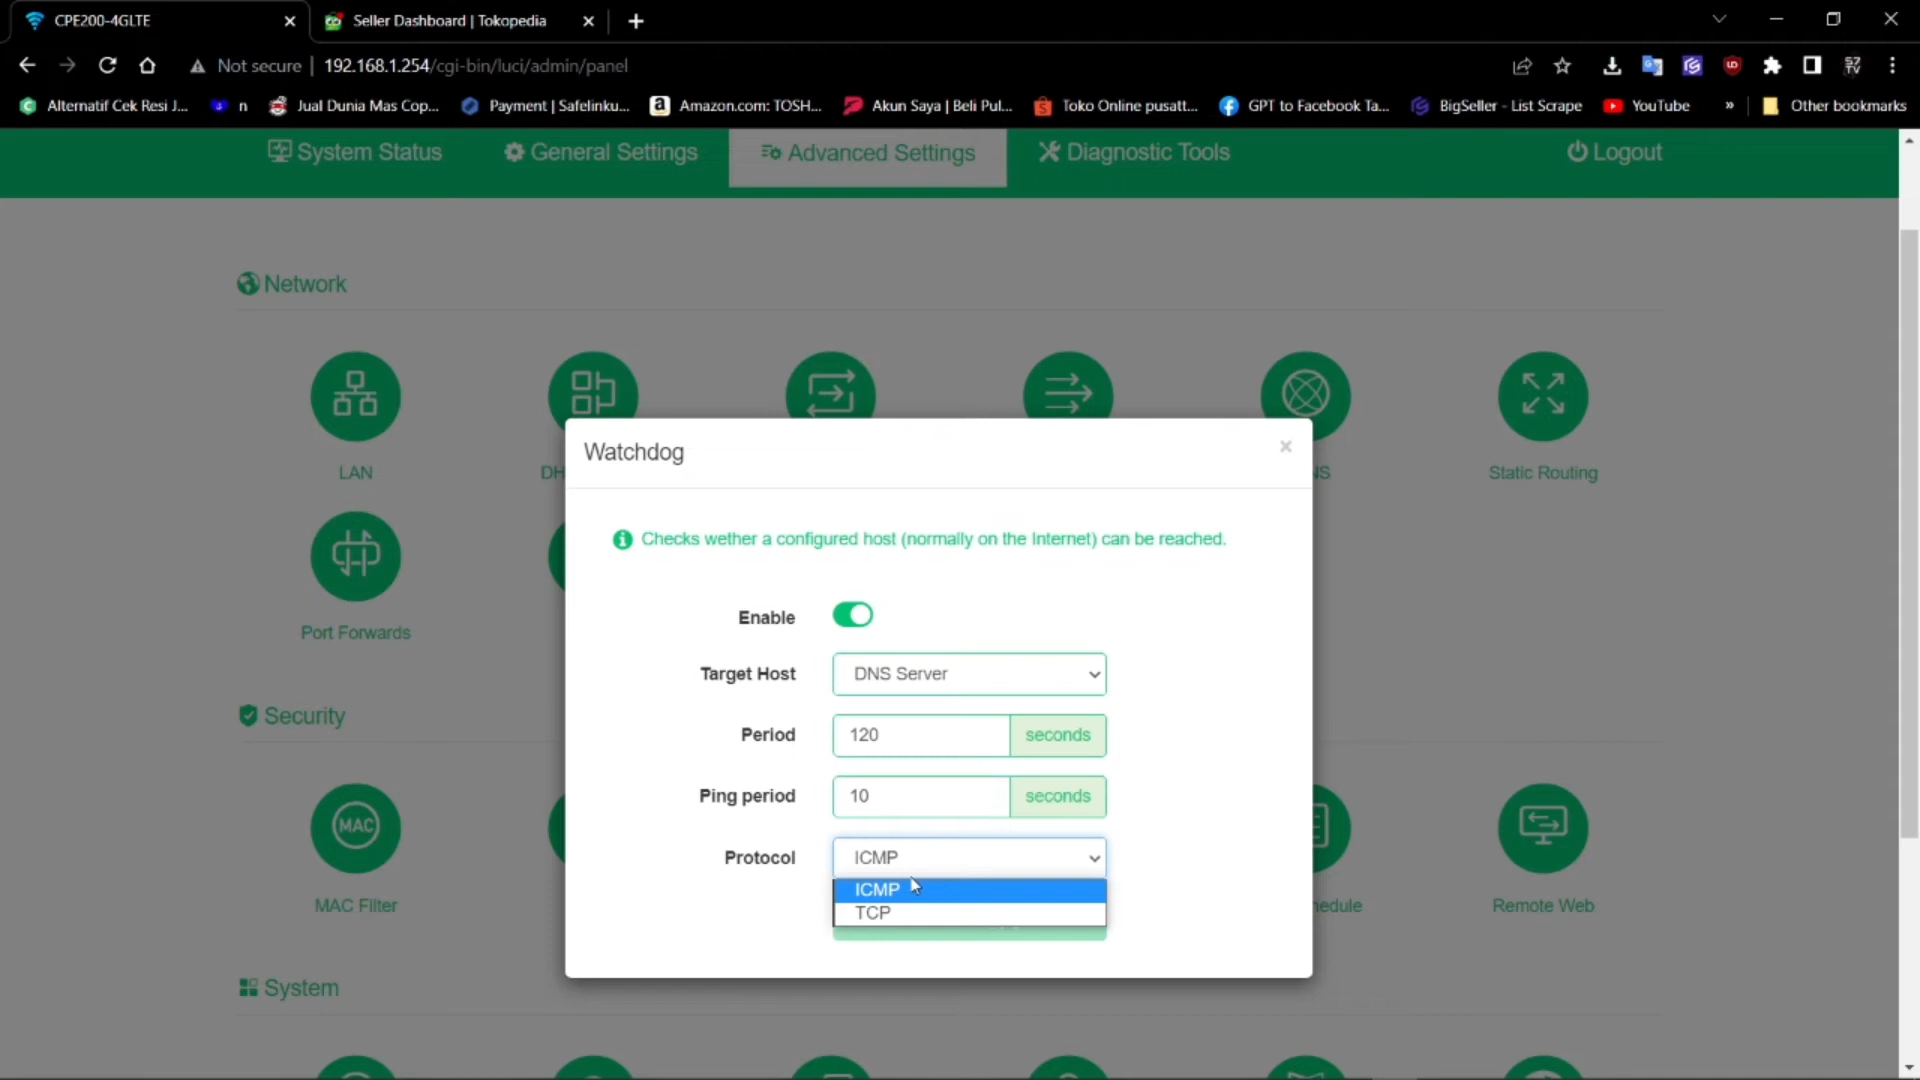 CPE200-4GLTE
Seller Dashboard | Tokopedia
Not secure | 192.168.1.254/cgi-bin/luci/admin/panel
Alternatif Cek Resi J... n Jual Dunia Mas Cop... Payment | Safelinku... Amazon.com: TOSH... Akun Saya | Beli Pul... Toko Online pusatt... GPT to Facebook Ta... BigSeller - List Scrape YouTube » Other bookmarks
System Status General Settings Advanced Settings Diagnostic Tools Logout
Network
LAN DH NS Static Routing
Port Forwards
Security
MAC
MAC Filter hedule Remote Web
System
Watchdog ×
Checks wether a configured host (normally on the Internet) can be reached.
Enable
Target Host DNS Server
Period 120 seconds
Ping period 10 seconds
Protocol ICMP
ICMP
TCP